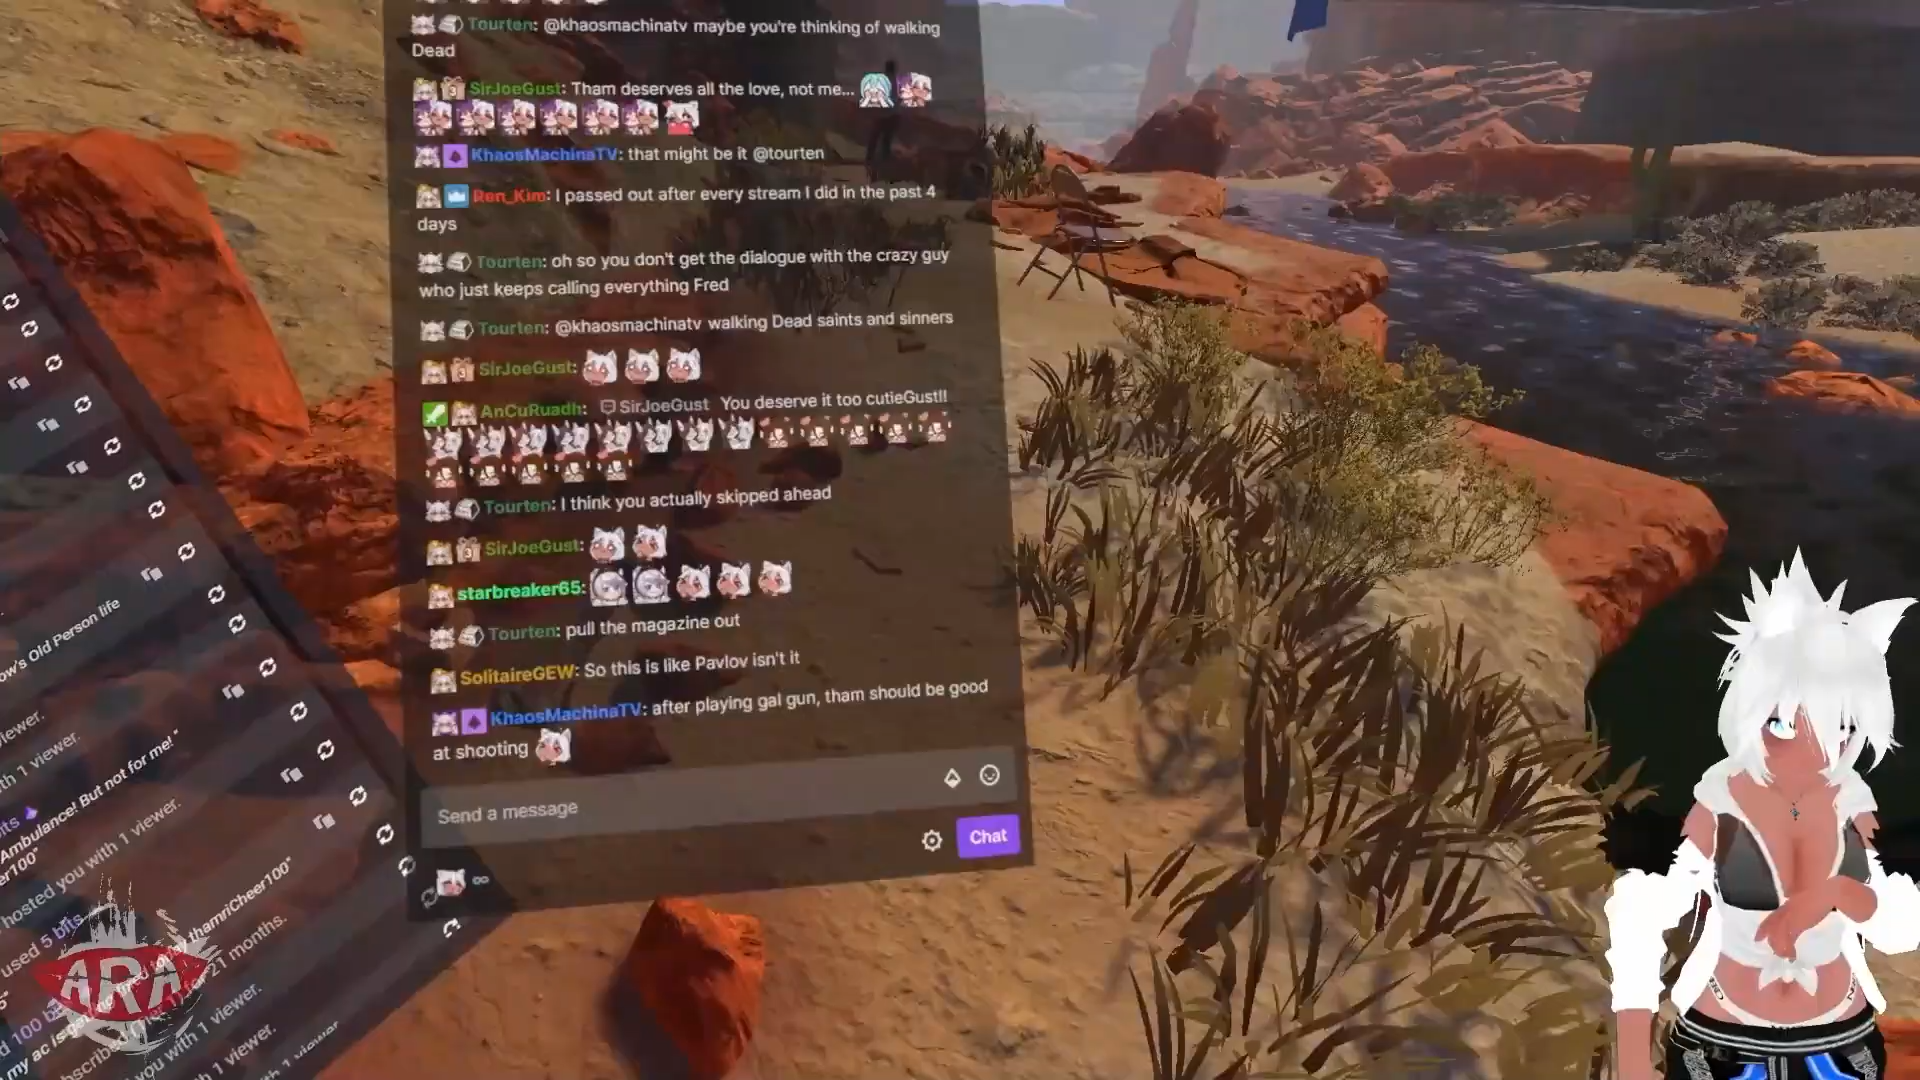 Tourten: @khaosmachinatv maybe you're thinking of walking
Dead
SirJoeGust: Tham deserves all the love, not me...
KhaosMachinaTV: that might be it @tourten
Ren_Kim: I passed out after every stream I did in the past 4
days
Tourten: oh so you don't get the dialogue with the crazy guy
who just keeps calling everything Fred
Tourten: @khaosmachinatv walking Dead saints and sinners
SirJoeGust:
AnCuRuadh: SirJoeGust You deserve it too cutieGust!!
Tourten: I think you actually skipped ahead
SirJoeGust:
starbreaker65:
Tourten: pull the magazine out
SolitaireGEW: So this is like Pavlov isn't it
KhaosMachinaTV: after playing gal gun, tham should be good
at shooting
Send a message
Chat
ow's Old Person life
viewer.
th 1 viewer.
Ambulance! But not for me!"
hosted you with 1 viewer.
used 5 bits
thamriCheer100"
for 21 months.
you with 1 viewer.
h 1 viewer.
ARA